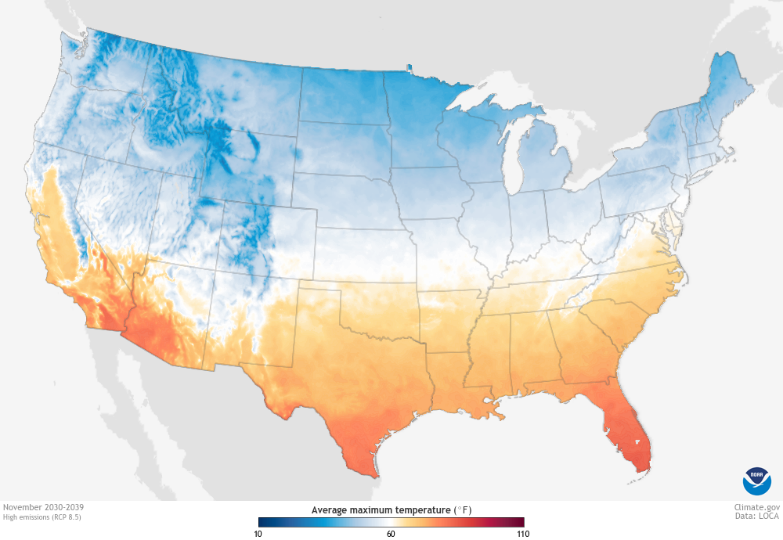 NOAA
November 2030-2039
High emissions (RCP 8.5)
Average maximum temperature (°F)
10 60 110
Climate.gov
Data: LOCA